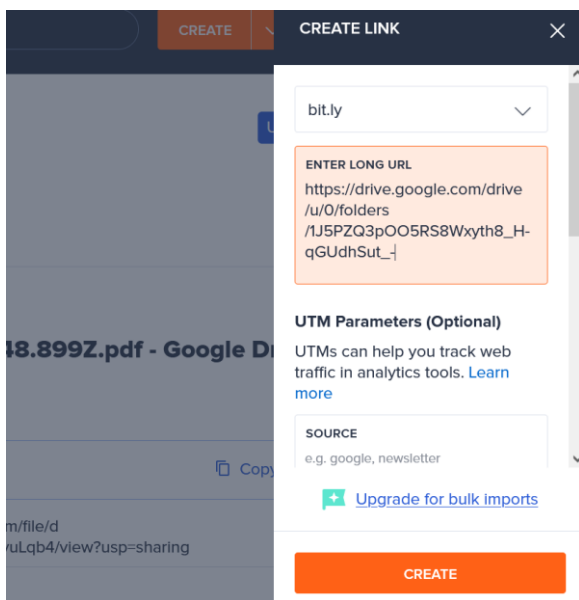 CREATE
CREATE LINK
bit.ly
U
ENTER LONG URL
https://drive.google.com/drive
/u/0/folders
/1J5PZQ3pOO5RS8Wxyth8_H-
qGUdhSut_-
UTM Parameters (Optional)
48.899Z.pdf - Google Dr
UTMs can help you track web
traffic in analytics tools. Learn
more
SOURCE
e.g. google, newsletter
Copy
Upgrade for bulk imports
m/file/d
yuLqb4/view?usp=sharing
CREATE